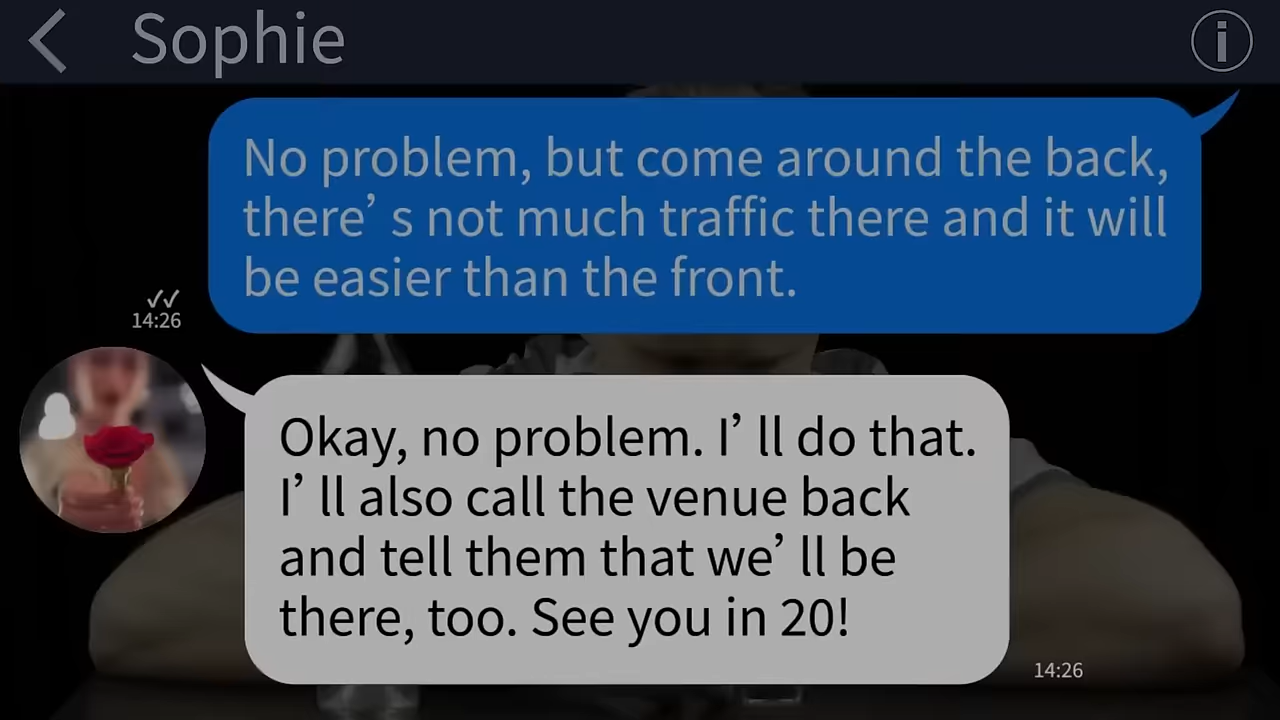 Sophie
No problem, but come around the back,
there’ s not much traffic there and it will
be easier than the front.
14:26
Okay, no problem. I’ ll do that.
I’ ll also call the venue back
and tell them that we’ ll be
there, too. See you in 20!
14:26